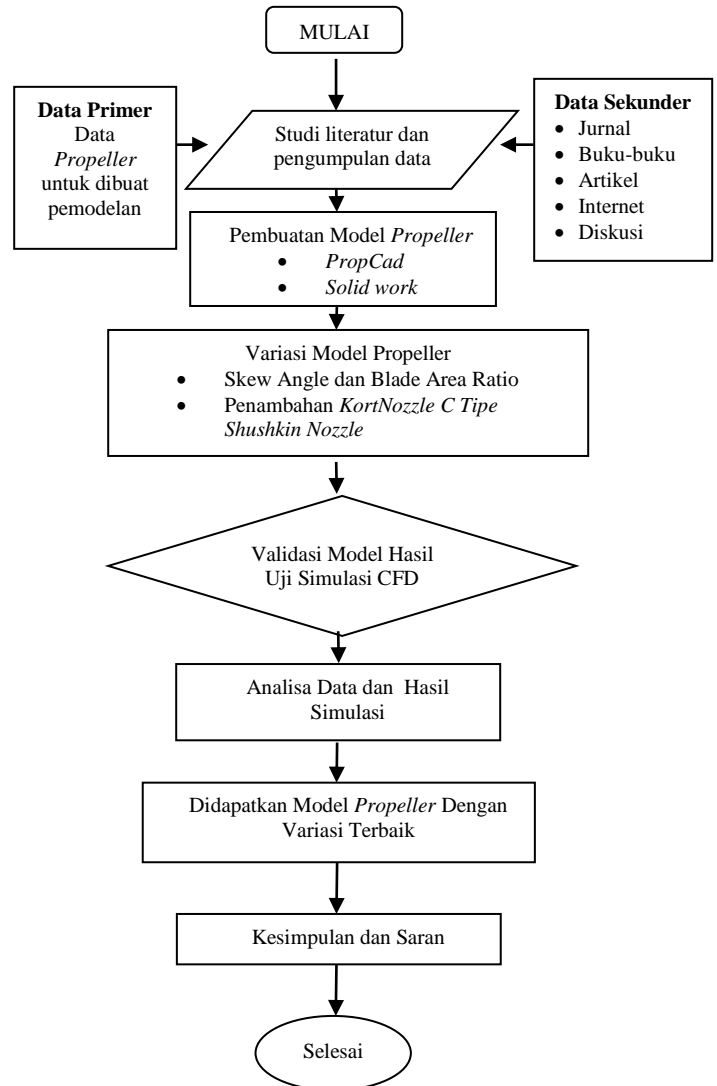 MULAI
Data Primer
Data
Propeller
untuk dibuat
pemodelan
Studi literatur dan
pengumpulan data
Data Sekunder
• Jurnal
• Buku-buku
• Artikel
• Internet
• Diskusi
Pembuatan Model Propeller
• PropCad
• Solid work
Variasi Model Propeller
• Skew Angle dan Blade Area Ratio
• Penambahan KortNozzle C Tipe
Shushkin Nozzle
Validasi Model Hasil
Uji Simulasi CFD
Analisa Data dan Hasil
Simulasi
Didapatkan Model Propeller Dengan
Variasi Terbaik
Kesimpulan dan Saran
Selesai